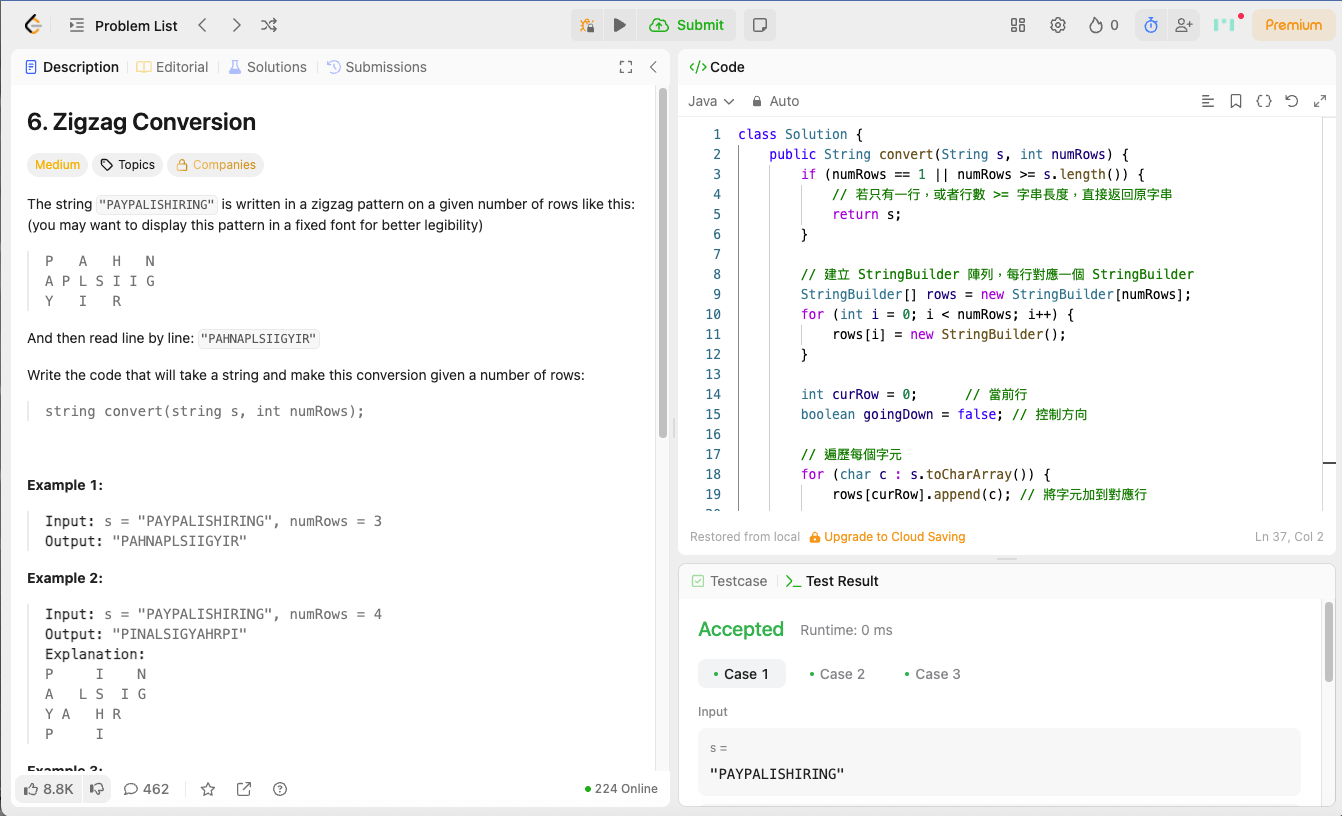 Problem List
Submit
0
Premium
Description
Editorial
Solutions
Submissions
6. Zigzag Conversion
Medium
Topics
Companies
The string "PAYPALISHIRING" is written in a zigzag pattern on a given number of rows like this:
(you may want to display this pattern in a fixed font for better legibility)
P   A   H   N
A P L S I I G
Y   I   R
And then read line by line: "PAHNAPLSIIGYIR"
Write the code that will take a string and make this conversion given a number of rows:
string convert(string s, int numRows);
Example 1:
Input: s = "PAYPALISHIRING", numRows = 3
Output: "PAHNAPLSIIGYIR"
Example 2:
Input: s = "PAYPALISHIRING", numRows = 4
Output: "PINALSIGYAHRPI"
Explanation:
P     I    N
A   L S  I G
Y A   H R
P     I
Example 3:
8.8K
462
224 Online
</> Code
Java
Auto
1 class Solution {
2 public String convert(String s, int numRows) {
3 if (numRows == 1 || numRows >= s.length()) {
4 // 若只有一行，或者行數 >= 字串長度，直接返回原字串
5 return s;
6 }
7
8 // 建立 StringBuilder 陣列，每行對應一個 StringBuilder
9 StringBuilder[] rows = new StringBuilder[numRows];
10 for (int i = 0; i < numRows; i++) {
11 rows[i] = new StringBuilder();
12 }
13
14 int curRow = 0;      // 當前行
15 boolean goingDown = false; // 控制方向
16
17 // 遍歷每個字元
18 for (char c : s.toCharArray()) {
19 rows[curRow].append(c); // 將字元加到對應行
Restored from local
Upgrade to Cloud Saving
Ln 37, Col 2
Testcase
Test Result
Accepted
Runtime: 0 ms
Case 1
Case 2
Case 3
Input
s =
"PAYPALISHIRING"